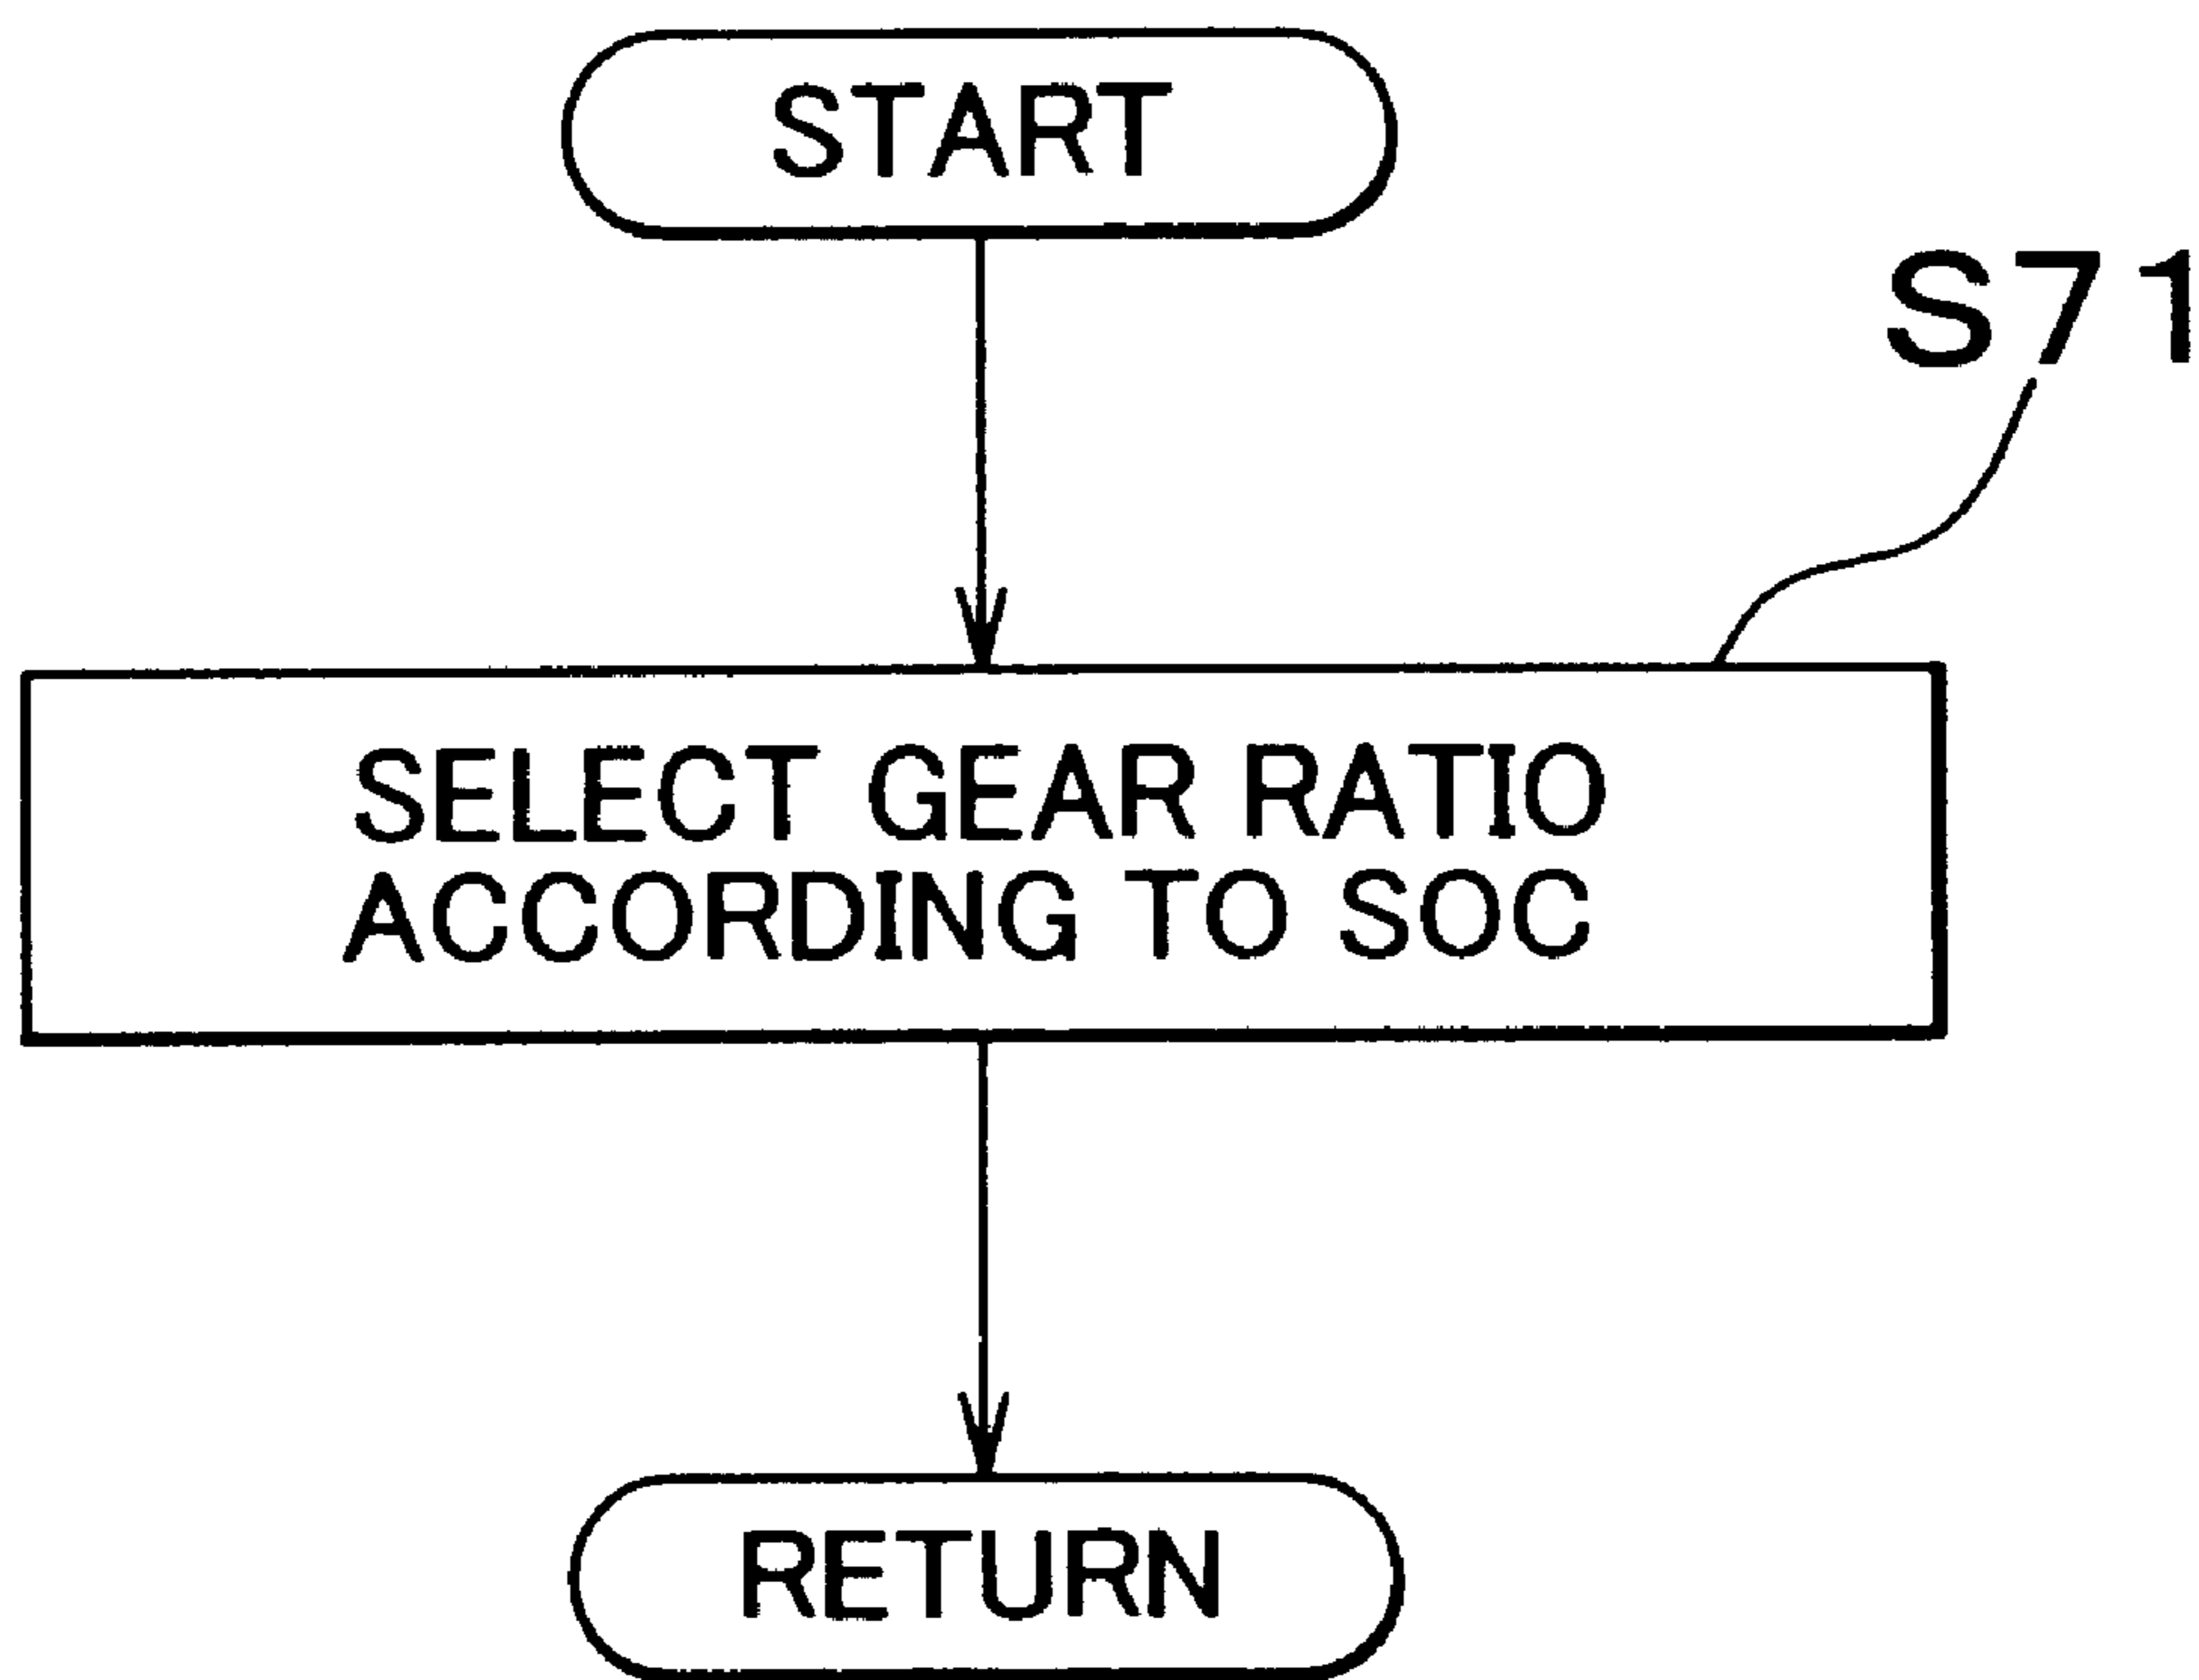 START
S71
SELECT GEAR RATIO
ACCORDING TO SOC
RETURN